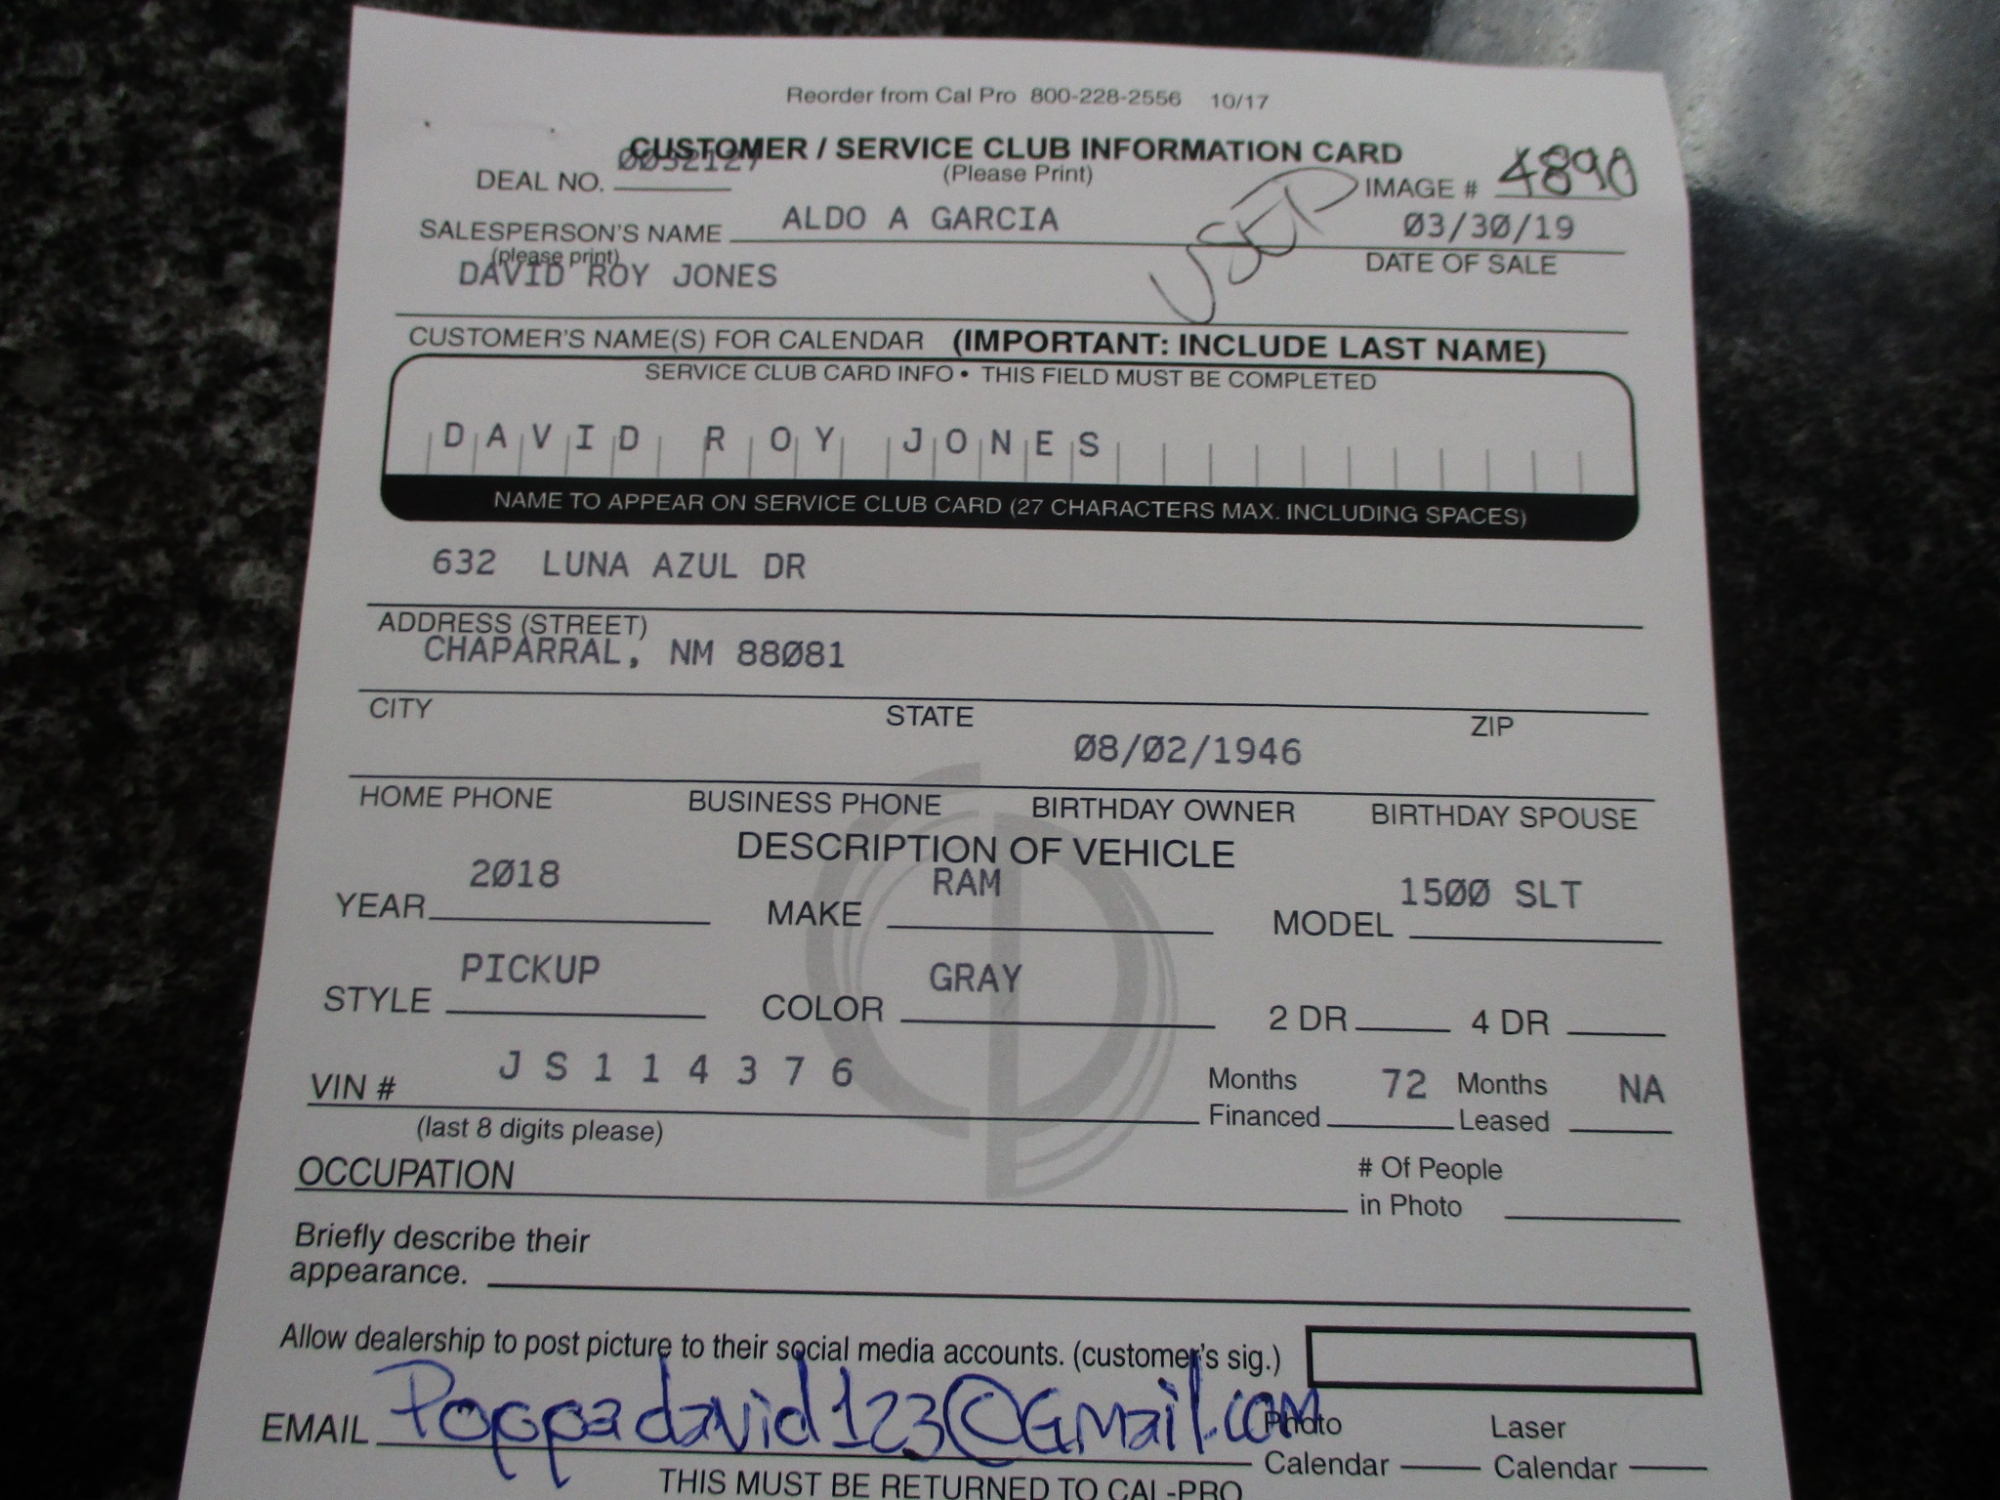 Reorder from Cal Pro 800-228-2556 10/17
CUSTOMER / SERVICE CLUB INFORMATION CARD
(Please Print)
DEAL NO. 0032127
IMAGE # 4890
SALESPERSON'S NAME ALDO A GARCIA
(please print)
USED
03/30/19
DATE OF SALE
DAVID ROY JONES
CUSTOMER'S NAME(S) FOR CALENDAR (IMPORTANT: INCLUDE LAST NAME)
SERVICE CLUB CARD INFO • THIS FIELD MUST BE COMPLETED
DAVID ROY JONES
NAME TO APPEAR ON SERVICE CLUB CARD (27 CHARACTERS MAX. INCLUDING SPACES)
632 LUNA AZUL DR
ADDRESS (STREET)
CHAPARRAL, NM 88081
CITY STATE ZIP
08/02/1946
HOME PHONE BUSINESS PHONE BIRTHDAY OWNER BIRTHDAY SPOUSE
DESCRIPTION OF VEHICLE
YEAR 2018 MAKE RAM MODEL 1500 SLT
STYLE PICKUP COLOR GRAY 2 DR 4 DR
VIN # JS114376
(last 8 digits please)
Months Financed 72 Months Leased NA
OCCUPATION
# Of People
in Photo
Briefly describe their
appearance.
Allow dealership to post picture to their social media accounts. (customer's sig.)
EMAIL Poppadavid123@Gmail.com
Photo
Calendar
Laser
Calendar
THIS MUST BE RETURNED TO CAL-PRO